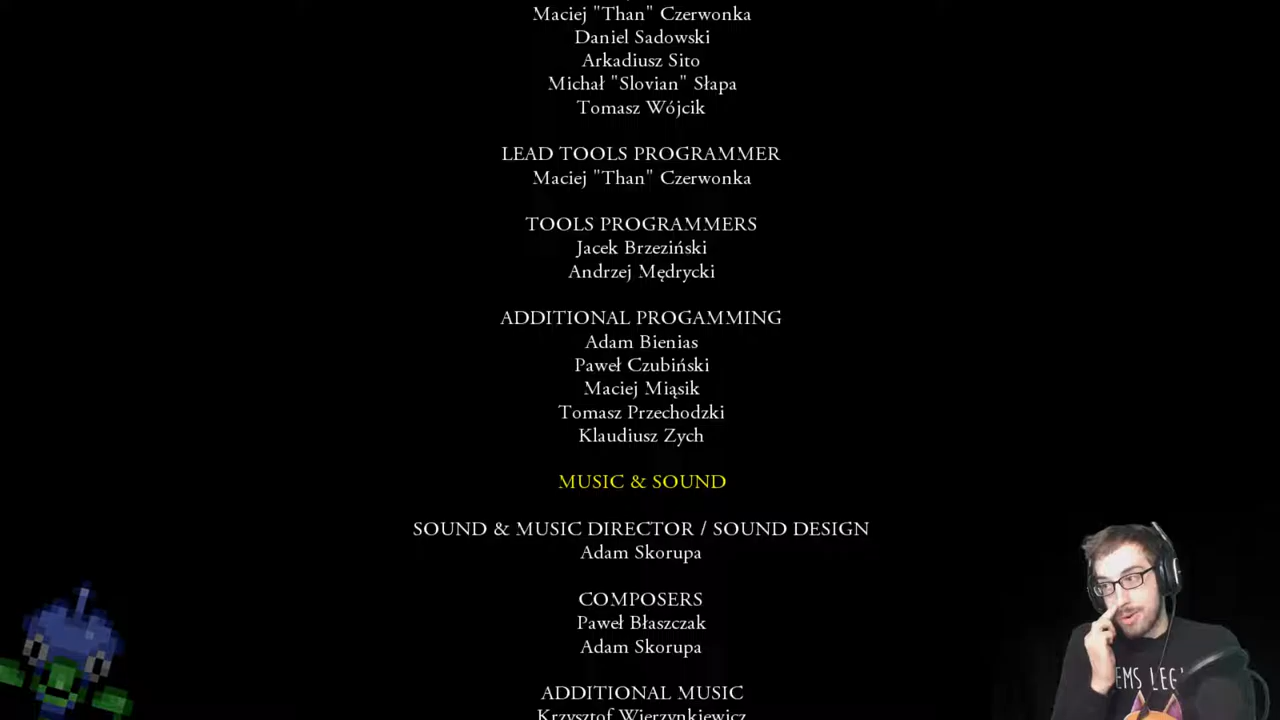 Maciej "Than" Czerwonka
Daniel Sadowski
Arkadiusz Sito
Michał "Slovian" Słapa
Tomasz Wójcik
LEAD TOOLS PROGRAMMER
Maciej "Than" Czerwonka
TOOLS PROGRAMMERS
Jacek Brzeziński
Andrzej Mędrycki
ADDITIONAL PROGAMMING
Adam Bienias
Paweł Czubiński
Maciej Miąsik
Tomasz Przechodzki
Klaudiusz Zych
MUSIC & SOUND
SOUND & MUSIC DIRECTOR / SOUND DESIGN
Adam Skorupa
COMPOSERS
Paweł Błaszczak
Adam Skorupa
ADDITIONAL MUSIC
Krzysztof Wierzynkiewicz